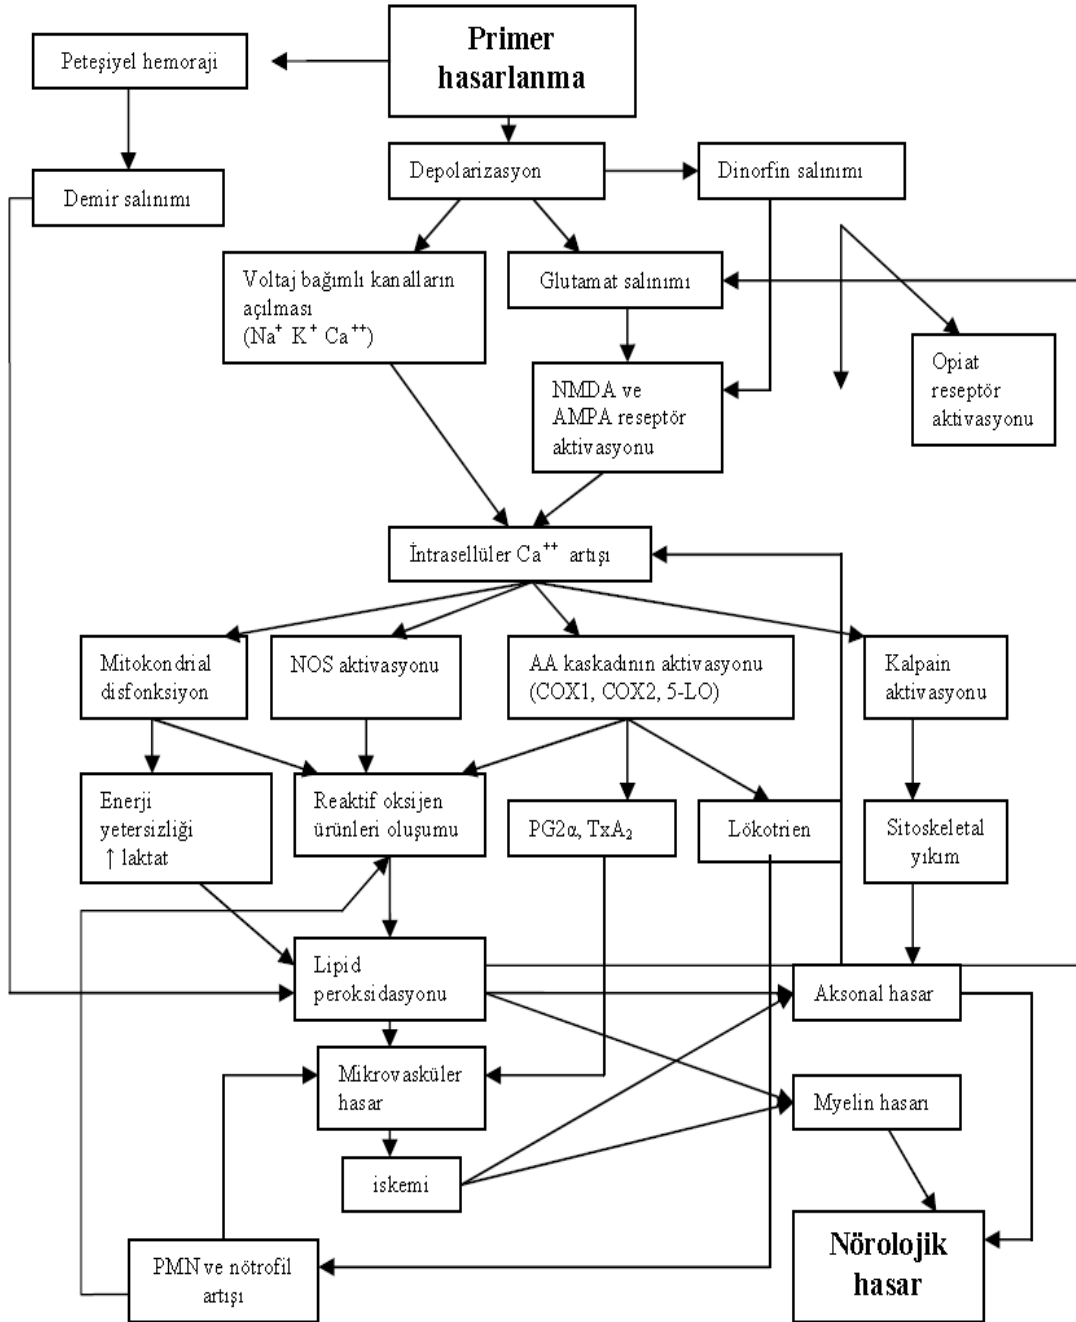 Primer
hasarlanma
Peteşiyel hemoraji
Depolarizasyon
Dinorfin salınımı
Demir salınımı
Voltaj bağımlı kanalların
açılması
(Na⁺ K⁺ Ca⁺⁺)
Glutamat salınımı
Opiat
reseptör
aktivasyonu
NMDA ve
AMPA reseptör
aktivasyonu
İntrasellüler Ca⁺⁺ artışı
Mitokondrial
disfonksiyon
NOS aktivasyonu
AA kaskadının aktivasyonu
(COX1, COX2, 5-LO)
Kalpain
aktivasyonu
Enerji
yetersizliği
↑ laktat
Reaktif oksijen
ürünleri oluşumu
PG2α, TxA₂
Lökotrien
Sitoskeletal
yıkım
Lipid
peroksidasyonu
Aksonal hasar
Mikrovasküler
hasar
Myelin hasarı
iskemi
PMN ve nötrofil
artışı
Nörolojik
hasar